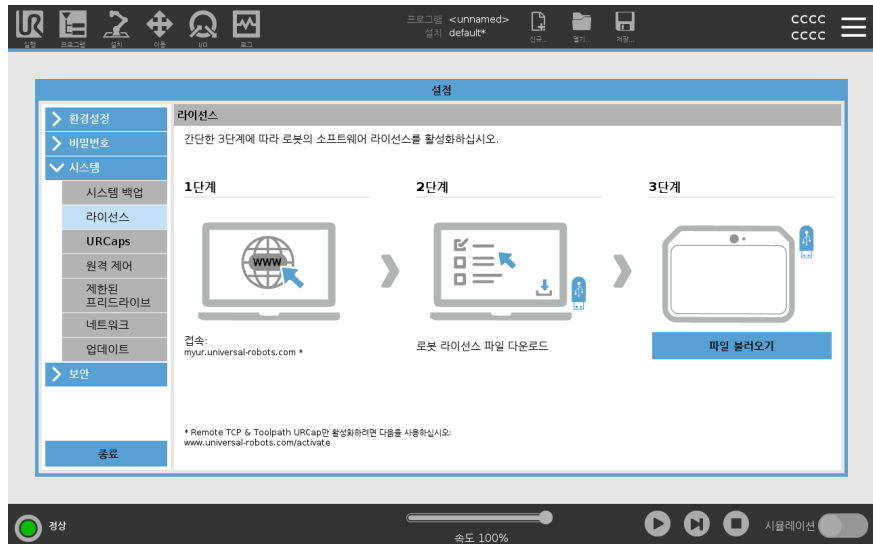 프로그램 <unnamed>
설치 default*
UR
실행
프로그램
설치
이동
I/O
로그
신규...
열기...
저장...
cccc
cccc
설정
환경설정
비밀번호
시스템
시스템 백업
라이선스
URCaps
원격 제어
제한된
프리드라이브
네트워크
업데이트
보안
종료
라이선스
간단한 3단계에 따라 로봇의 소프트웨어 라이선스를 활성화하십시오.
1단계
WWW
접속:
myur.universal-robots.com *
2단계
로봇 라이선스 파일 다운로드
3단계
파일 불러오기
* Remote TCP & Toolpath URCap만 활성화하려면 다음을 사용하십시오:
www.universal-robots.com/activate
정상
속도 100%
시뮬레이션